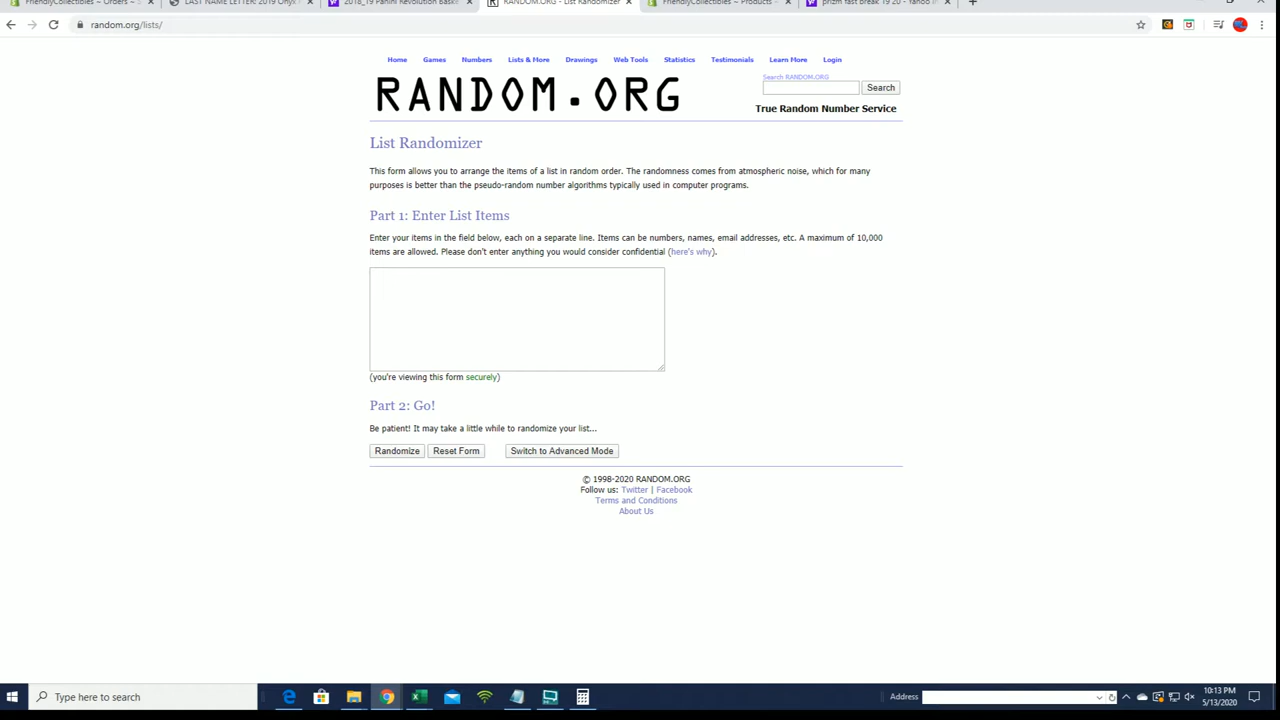 FriendlyCollectibles ~ Orders ~ S
LAST NAME LETTER: 2019 Onyx
2018_19 Panini Revolution Baske
RANDOM.ORG - List Randomizer
FriendlyCollectibles ~ Products ~
prizm fast break 19 20 - Yahoo
random.org/lists/
Home Games Numbers Lists & More Drawings Web Tools Statistics Testimonials Learn More Login
RANDOM.ORG
Search RANDOM.ORG
Search
True Random Number Service
List Randomizer
This form allows you to arrange the items of a list in random order. The randomness comes from atmospheric noise, which for many
purposes is better than the pseudo-random number algorithms typically used in computer programs.
Part 1: Enter List Items
Enter your items in the field below, each on a separate line. Items can be numbers, names, email addresses, etc. A maximum of 10,000
items are allowed. Please don't enter anything you would consider confidential (here's why).
(you're viewing this form securely)
Part 2: Go!
Be patient! It may take a little while to randomize your list...
Randomize Reset Form Switch to Advanced Mode
© 1998-2020 RANDOM.ORG
Follow us: Twitter | Facebook
Terms and Conditions
About Us
Type here to search
Address
10:13 PM
5/13/2020